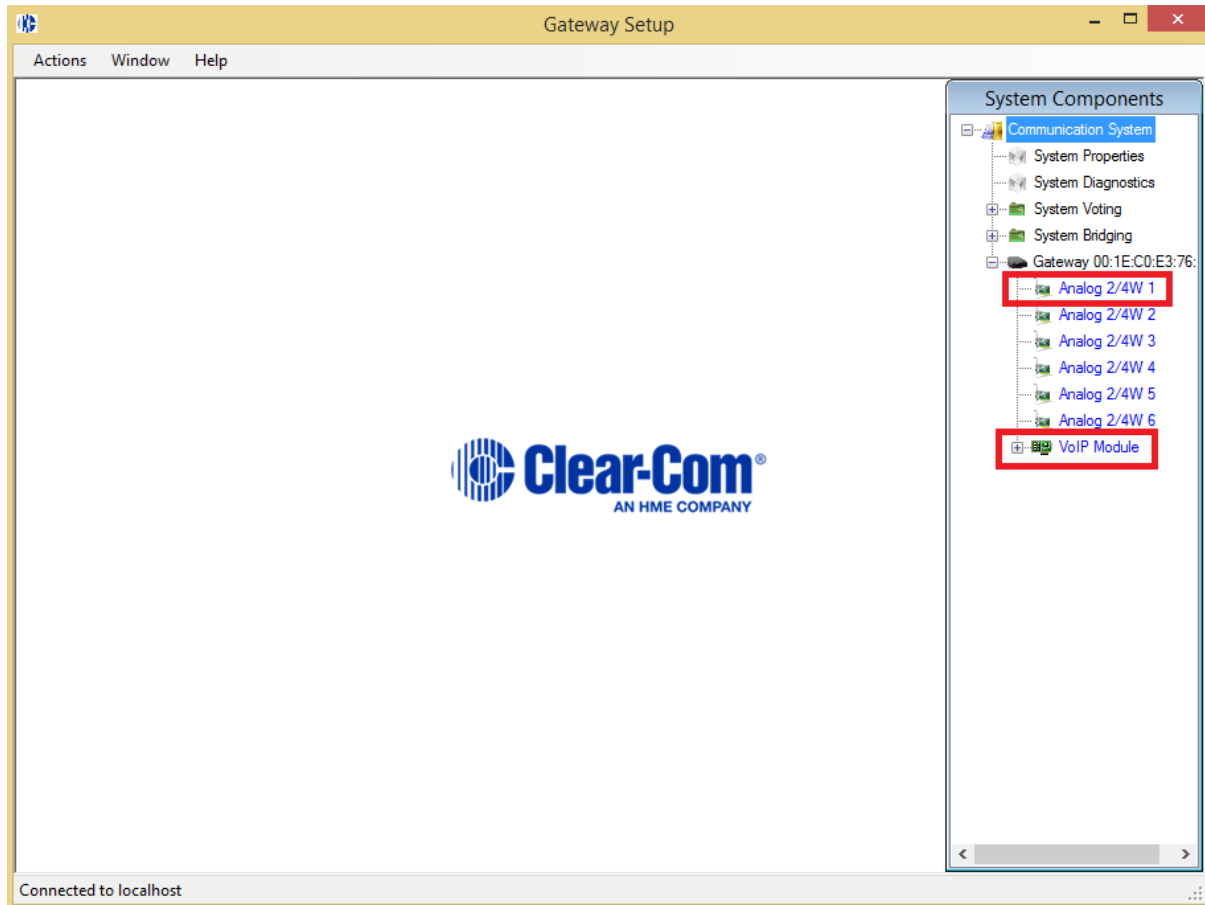 Gateway Setup
Actions Window Help
System Components
Communication System
System Properties
System Diagnostics
System Voting
System Bridging
Gateway 00:1E:C0:E3:76:
Analog 2/4W 1
Analog 2/4W 2
Analog 2/4W 3
Analog 2/4W 4
Analog 2/4W 5
Analog 2/4W 6
VoIP Module
Clear-Com®
AN HME COMPANY
Connected to localhost